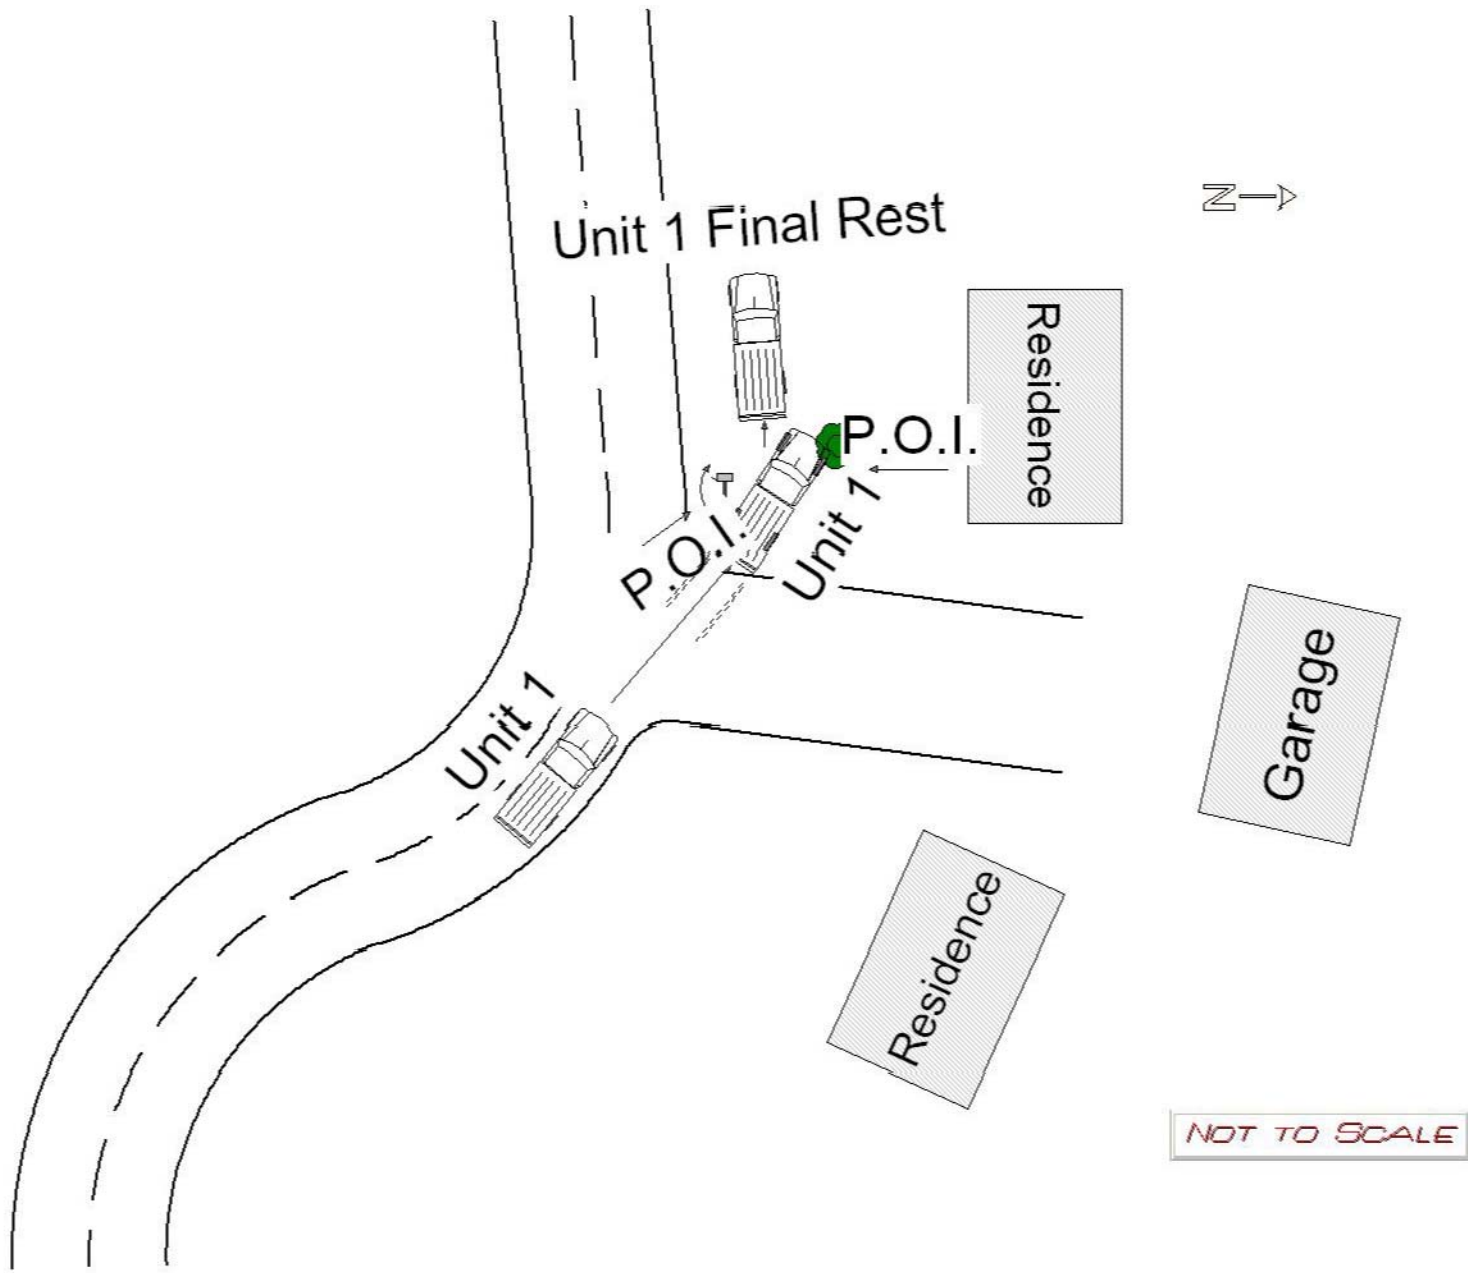 N
Unit 1 Final Rest
Residence
P.O.I.
P.O.I.
Unit 1
Unit 1
Garage
Residence
NOT TO SCALE